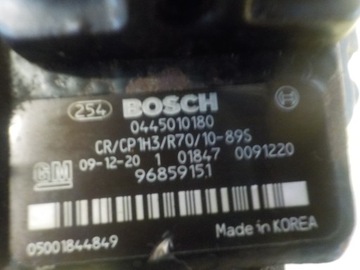 254 BOSCH
0445010180
CR/CP1H3/R70/10-89S
GM 09-12-20 1 01847 0091220
96859151
Made in KOREA
05001844849